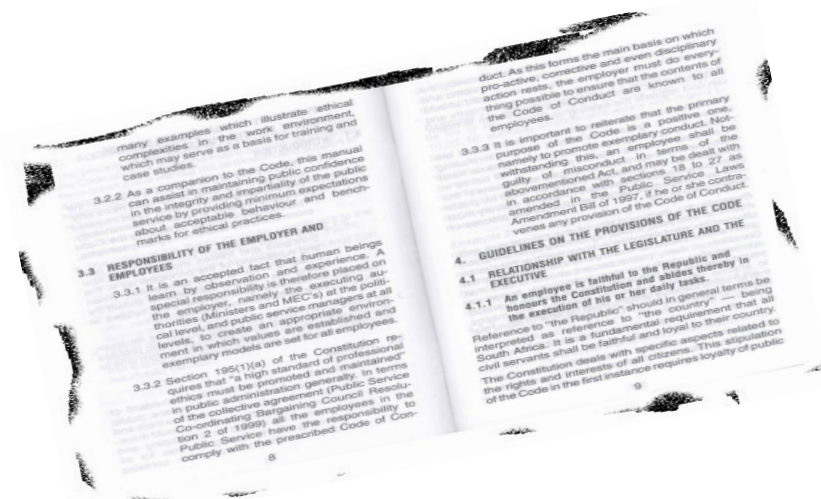 many examples which illustrate ethical
complexities in the work environment,
which may serve as a basis for training and
case studies.
3.2.2 As a companion to the Code, this manual
can assist in maintaining public confidence
in the integrity and impartiality of the public
service by providing minimum expectations
about acceptable behaviour and bench-
marks for ethical practices.
3.3 RESPONSIBILITY OF THE EMPLOYER AND
EMPLOYEES
3.3.1 It is an accepted fact that human beings
learn by observation and experience. A
special responsibility is therefore placed on
the employer, namely the executing au-
thorities (Ministers and MEC's) at the politi-
cal level, and public service managers at all
levels, to create an appropriate environ-
ment in which values are established and
exemplary models are set for all employees.
3.3.2 Section 195(1)(a) of the Constitution re-
quires that "a high standard of professional
ethics must be promoted and maintained"
in public administration generally. In terms
of the collective agreement (Public Service
Co-ordinating Bargaining Council Resolu-
tion 2 of 1999) all the employees in the
Public Service have the responsibility to
comply with the prescribed Code of Con-
8
duct. As this forms the main basis on which
pro-active, corrective and even disciplinary
action rests, the employer must do every-
thing possible to ensure that the contents of
the Code of Conduct are known to all
employees.
3.3.3 It is important to reiterate that the primary
purpose of the Code is a positive one,
namely to promote exemplary conduct. Not-
withstanding this, an employee shall be
guilty of misconduct in terms of the
abovementioned Act, and may be dealt with
in accordance with sections 18 to 27 as
amended in the Public Service Laws
Amendment Bill of 1997, if he or she contra-
venes any provision of the Code of Conduct.
4. GUIDELINES ON THE PROVISIONS OF THE CODE
4.1 RELATIONSHIP WITH THE LEGISLATURE AND THE
EXECUTIVE
4.1.1 An employee is faithful to the Republic and
honours the Constitution and abides thereby in
the execution of his or her daily tasks.
Reference to "the Republic" should in general terms be
interpreted as reference to "the country" — being
South Africa. It is a fundamental requirement that all
civil servants shall be faithful and loyal to their country.
The Constitution deals with specific aspects related to
the rights and interests of all citizens. This stipulation
of the Code in the first instance requires loyalty of public
9